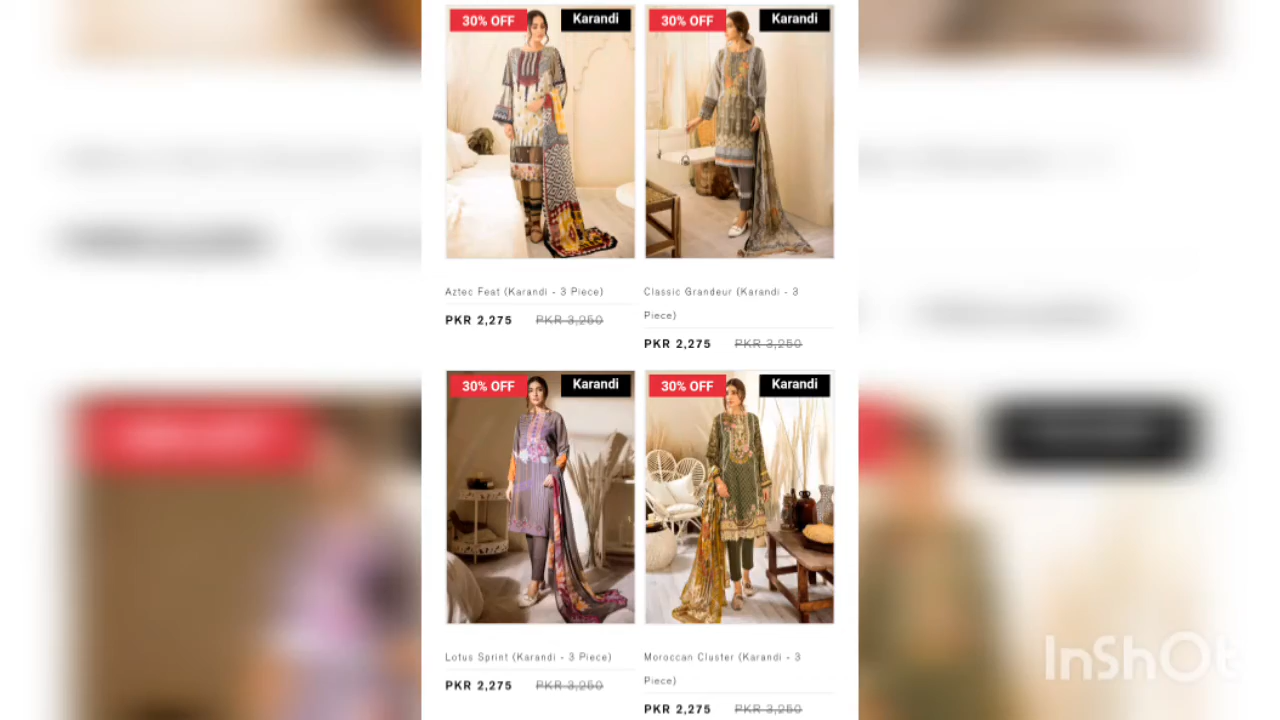 30% OFF
Karandi
30% OFF
Karandi
Aztec Feat (Karandi - 3 Piece)
PKR 2,275 PKR 3,250
Classic Grandeur (Karandi - 3
Piece)
PKR 2,275 PKR 3,250
30% OFF
Karandi
30% OFF
Karandi
Lotus Sprint (Karandi - 3 Piece)
PKR 2,275 PKR 3,250
Moroccan Cluster (Karandi - 3
Piece)
PKR 2,275 PKR 3,250
InShOt